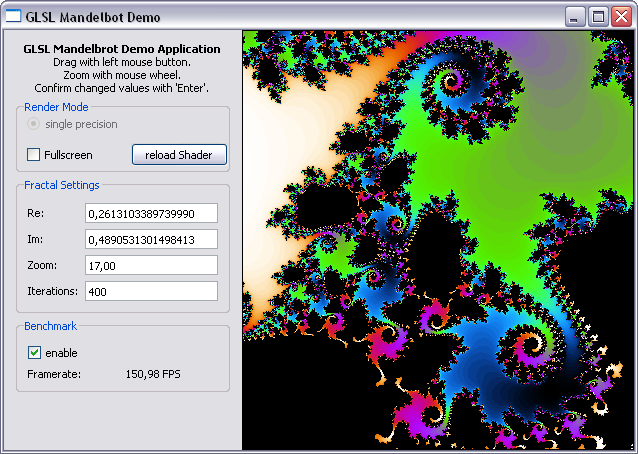 GLSL Mandelbot Demo
GLSL Mandelbrot Demo Application
Drag with left mouse button.
Zoom with mouse wheel.
Confirm changed values with 'Enter'.
Render Mode
single precision
Fullscreen
reload Shader
Fractal Settings
Re: 0,2613103389739990
Im: 0,4890531301498413
Zoom: 17,00
Iterations: 400
Benchmark
enable
Framerate: 150,98 FPS